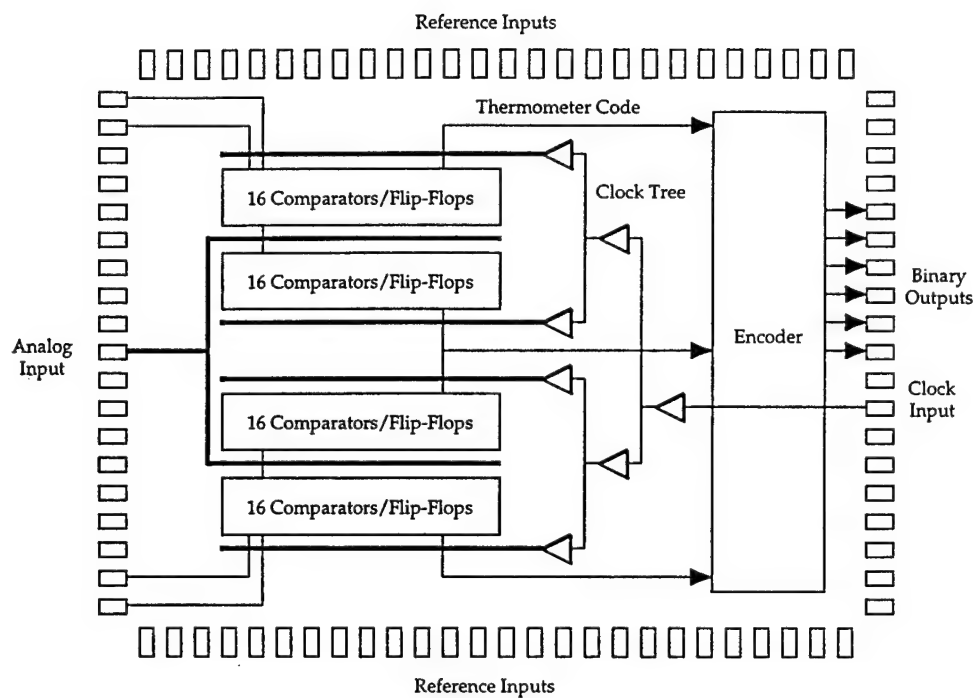 Reference Inputs
Thermometer Code
16 Comparators/Flip-Flops
Clock Tree
16 Comparators/Flip-Flops
Binary
Outputs
Encoder
Analog
Input
16 Comparators/Flip-Flops
Clock
Input
16 Comparators/Flip-Flops
Reference Inputs